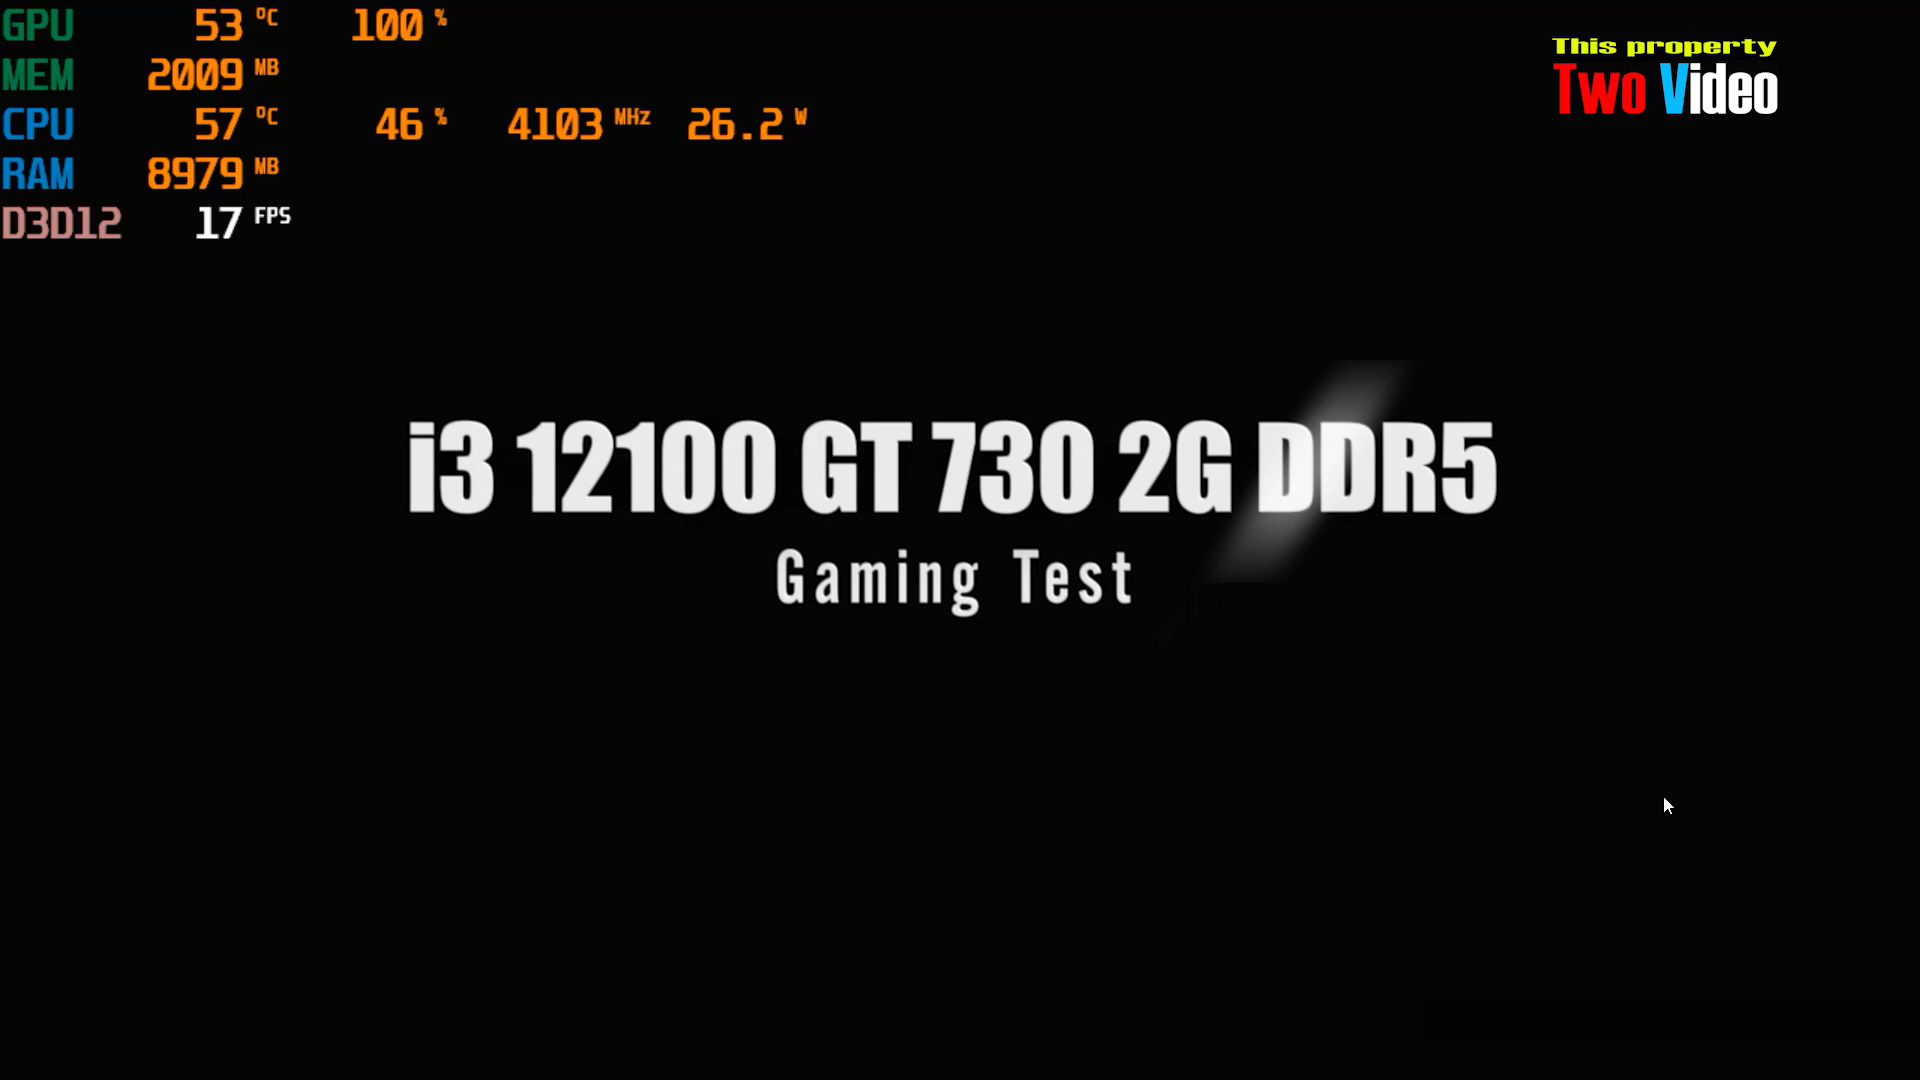 GPU 53 °C 100 %
MEM 2009 MB
CPU 57 °C 46 % 4103 MHz 26.2 W
RAM 8979 MB
D3D12 17 FPS
This property
Two Video
i3 12100 GT 730 2G DDR5
Gaming Test